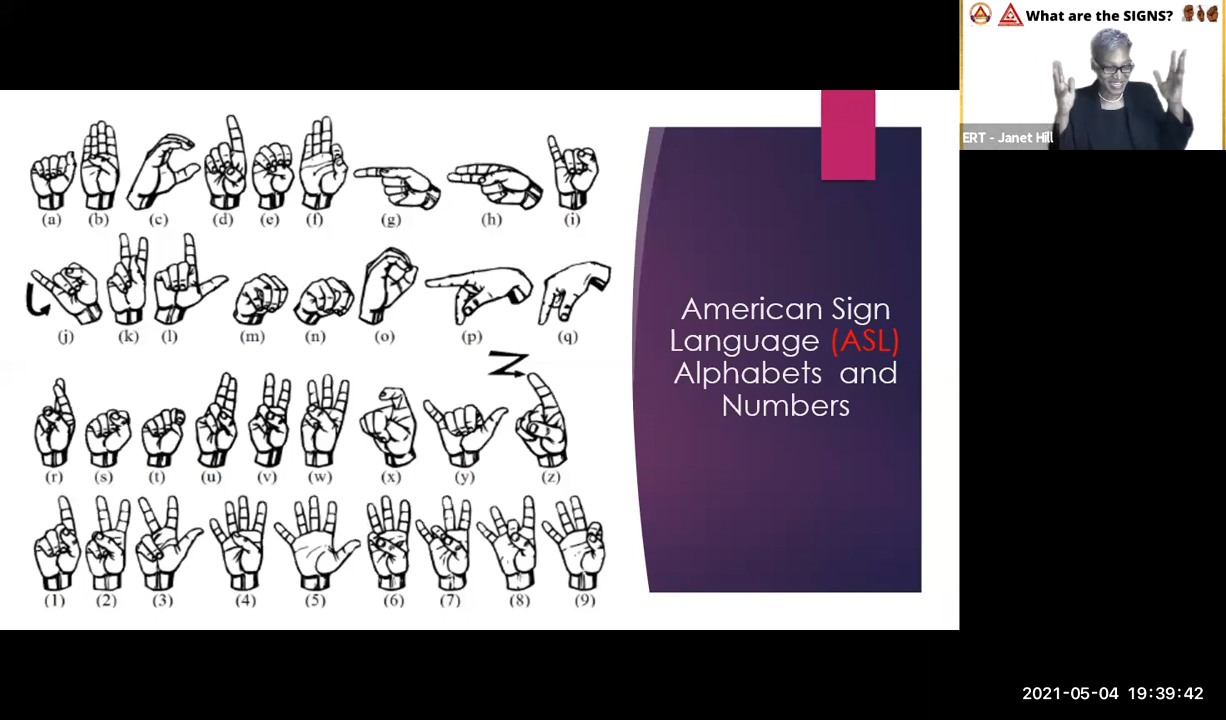 What are the SIGNS?
ERT - Janet Hill
(a) (b) (c) (d) (e) (f) (g) (h) (i)
(j) (k) (l) (m) (n) (o) (p) (q)
Z
(r) (s) (t) (u) (v) (w) (x) (y) (z)
(1) (2) (3) (4) (5) (6) (7) (8) (9)
American Sign
Language (ASL)
Alphabets and
Numbers
2021-05-04 19:39:42